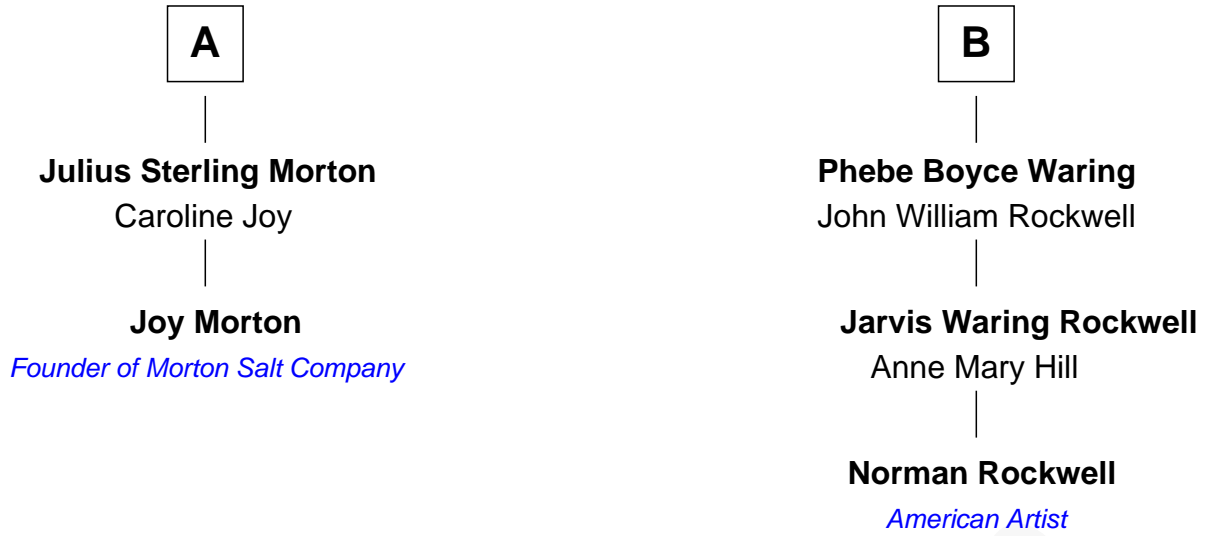 A
Julius Sterling Morton
Caroline Joy
Joy Morton
Founder of Morton Salt Company
B
Phebe Boyce Waring
John William Rockwell
Jarvis Waring Rockwell
Anne Mary Hill
Norman Rockwell
American Artist